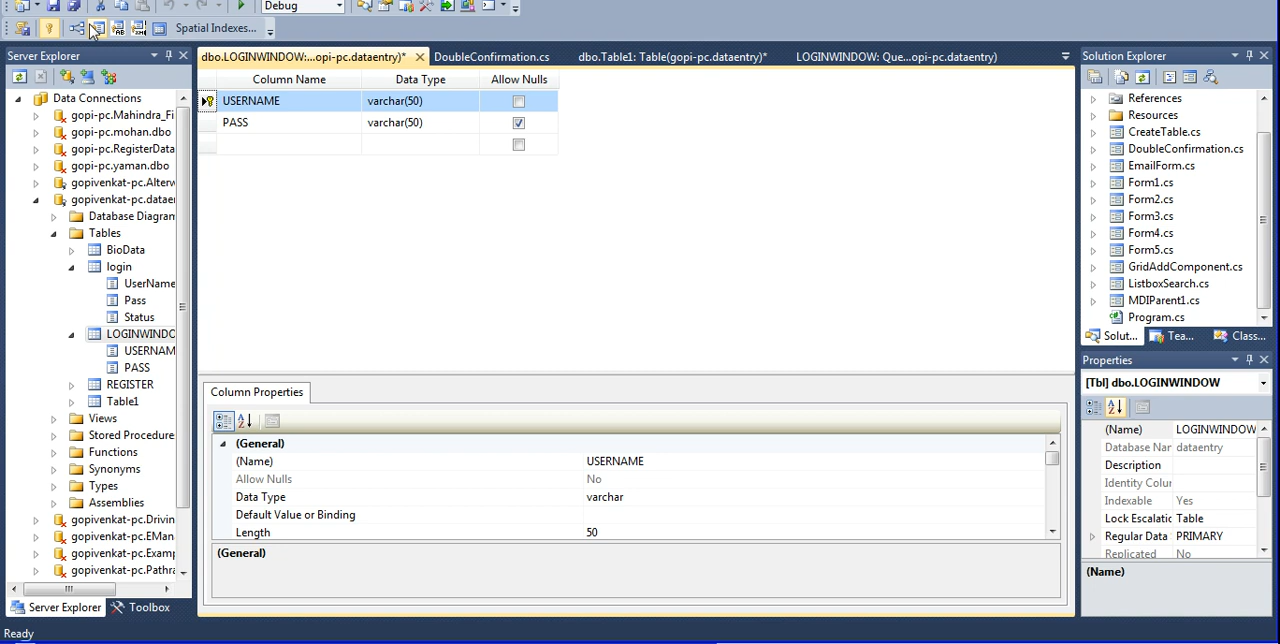 Debug
Spatial Indexes...
Server Explorer
Data Connections
gopi-pc.Mahindra_Fi
gopi-pc.mohan.dbo
gopi-pc.RegisterData
gopi-pc.yaman.dbo
gopivenkat-pc.Alterw
gopivenkat-pc.dataer
Database Diagram
Tables
BioData
login
UserName
Pass
Status
LOGINWINDO
USERNAM
PASS
REGISTER
Table1
Views
Stored Procedure
Functions
Synonyms
Types
Assemblies
gopivenkat-pc.Drivin
gopivenkat-pc.EMan
gopivenkat-pc.Examp
gopivenkat-pc.Pathra
Server Explorer
Toolbox
Ready
dbo.LOGINWINDOW:...opi-pc.dataentry)*
DoubleConfirmation.cs
dbo.Table1: Table(gopi-pc.dataentry)*
LOGINWINDOW: Que...opi-pc.dataentry)
Column Name Data Type Allow Nulls
USERNAME varchar(50)
PASS varchar(50)
Column Properties
(General)
(Name) USERNAME
Allow Nulls No
Data Type varchar
Default Value or Binding
Length 50
(General)
Solution Explorer
References
Resources
CreateTable.cs
DoubleConfirmation.cs
EmailForm.cs
Form1.cs
Form2.cs
Form3.cs
Form4.cs
Form5.cs
GridAddComponent.cs
ListboxSearch.cs
MDIParent1.cs
Program.cs
Solut...
Tea...
Class...
Properties
[Tbl] dbo.LOGINWINDOW
(Name) LOGINWINDOW
Database Nar dataentry
Description
Identity Colur
Indexable Yes
Lock Escalatic Table
Regular Data PRIMARY
Replicated No
(Name)